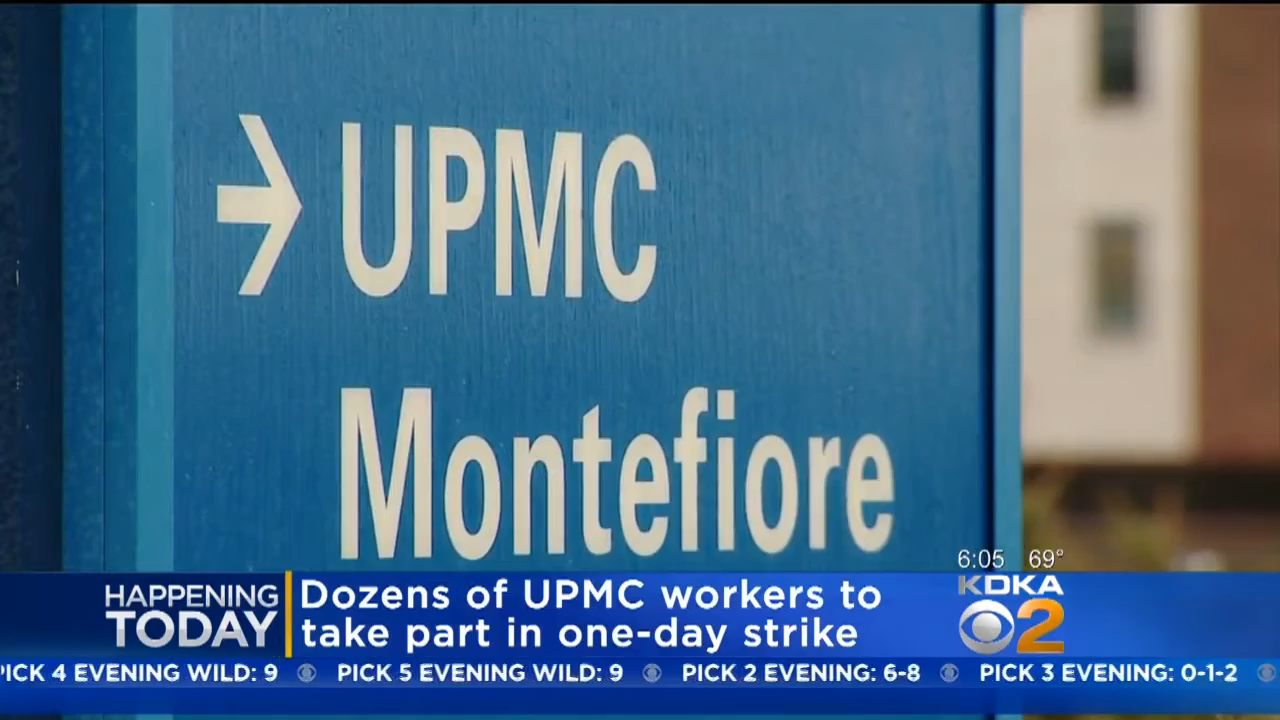 → UPMC
Montefiore
6:05 69°
HAPPENING
TODAY
Dozens of UPMC workers to
take part in one-day strike
KDKA
2
PICK 4 EVENING WILD: 9 PICK 5 EVENING WILD: 9 PICK 2 EVENING: 6-8 PICK 3 EVENING: 0-1-2